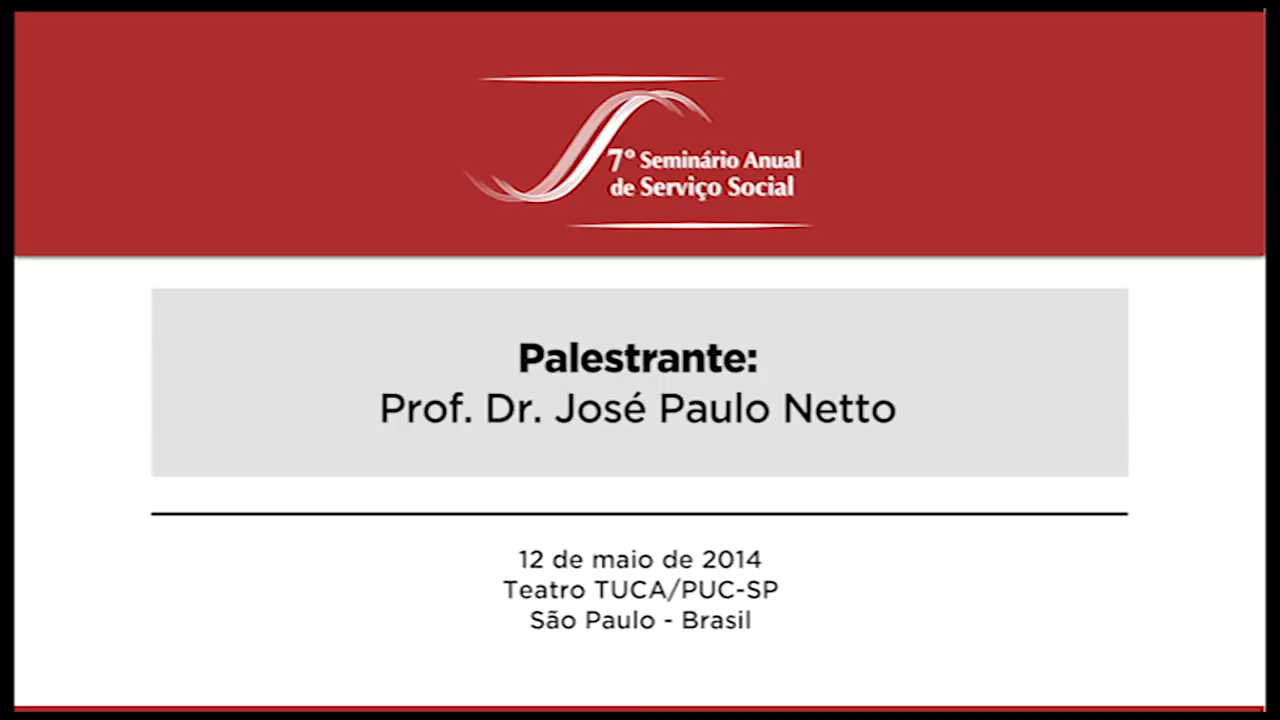 7º Seminário Anual
de Serviço Social
Palestrante:
Prof. Dr. José Paulo Netto
12 de maio de 2014
Teatro TUCA/PUC-SP
São Paulo - Brasil